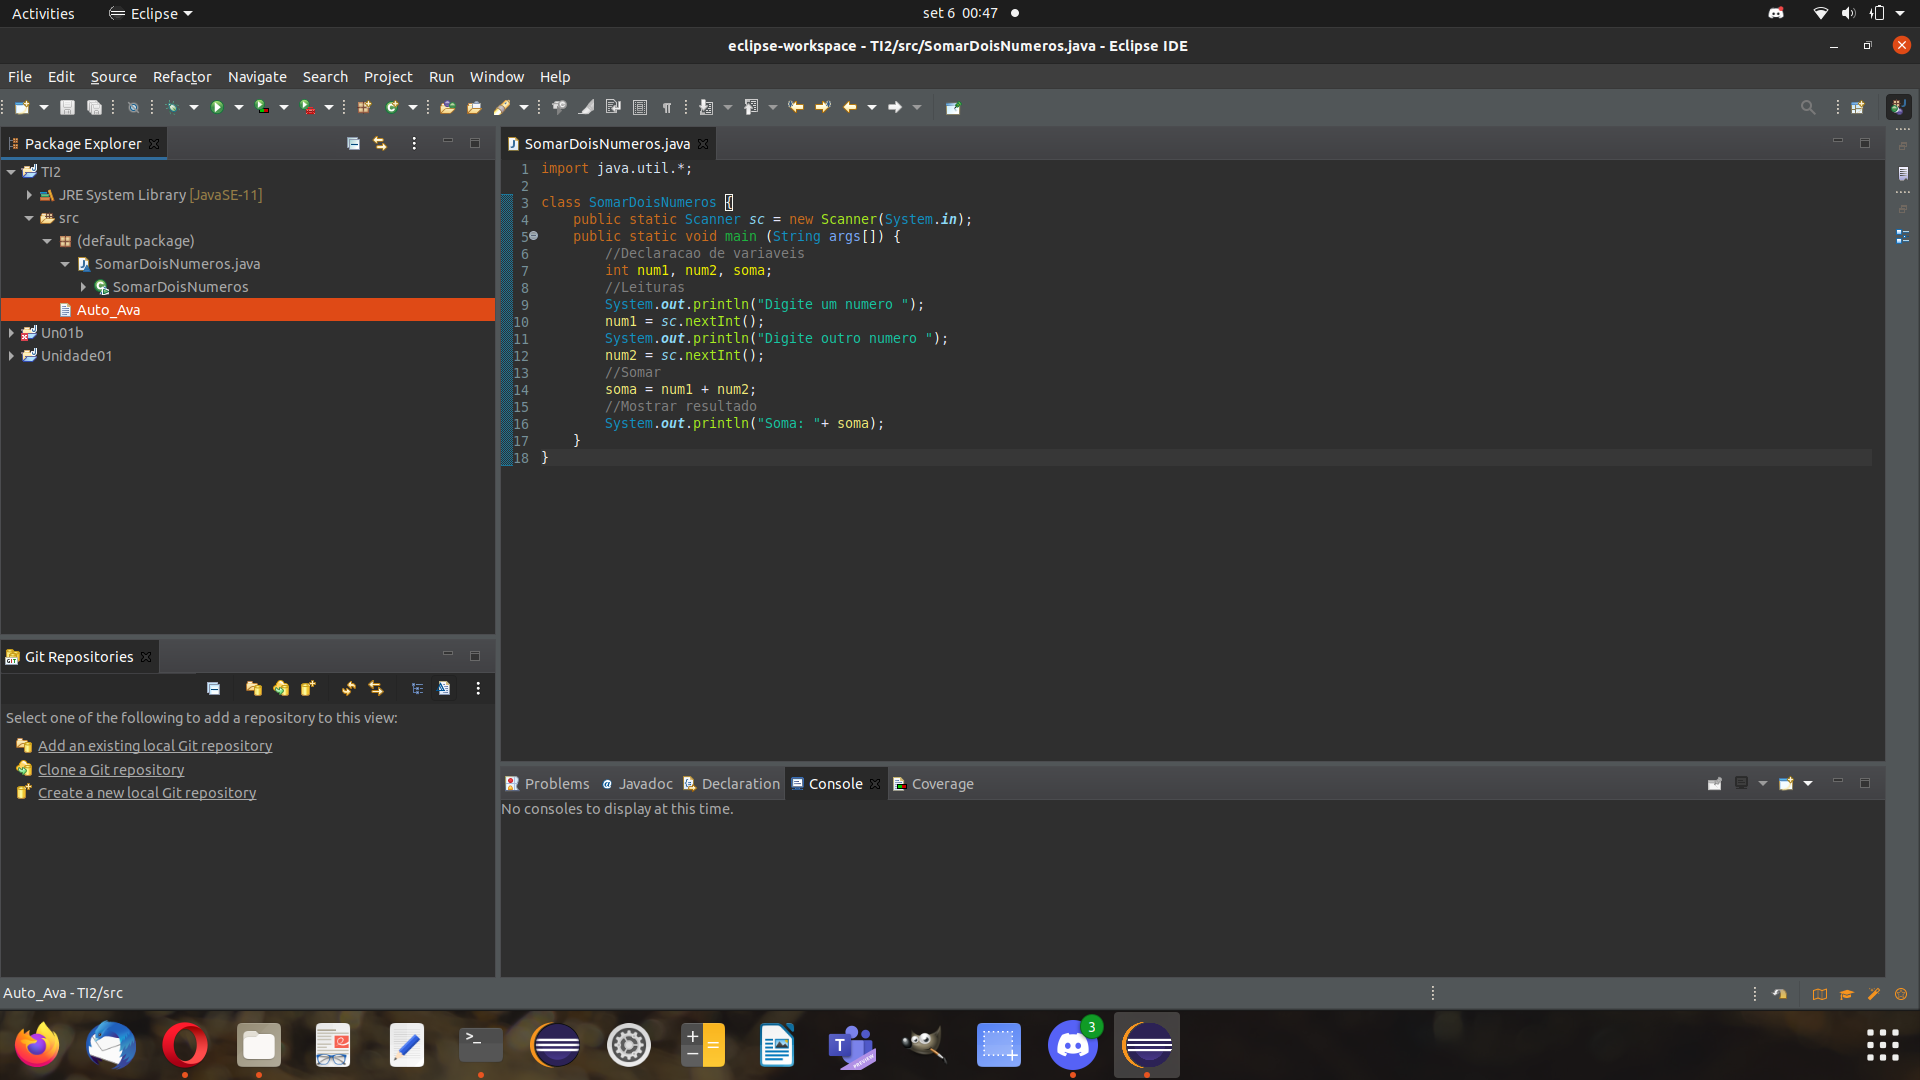 Activities
Eclipse
set 6 00:47
eclipse-workspace - TI2/src/SomarDoisNumeros.java - Eclipse IDE
File Edit Source Refactor Navigate Search Project Run Window Help
Package Explorer
TI2
JRE System Library [JavaSE-11]
src
(default package)
SomarDoisNumeros.java
SomarDoisNumeros
Auto_Ava
Un01b
Unidade01
SomarDoisNumeros.java
1 import java.util.*;
2
3 class SomarDoisNumeros {
4 public static Scanner sc = new Scanner(System.in);
5 public static void main (String args[]) {
6 //Declaracao de variaveis
7 int num1, num2, soma;
8 //Leituras
9 System.out.println("Digite um numero ");
10 num1 = sc.nextInt();
11 System.out.println("Digite outro numero ");
12 num2 = sc.nextInt();
13 //Somar
14 soma = num1 + num2;
15 //Mostrar resultado
16 System.out.println("Soma: "+ soma);
17 }
18 }
Git Repositories
Select one of the following to add a repository to this view:
Add an existing local Git repository
Clone a Git repository
Create a new local Git repository
Problems Javadoc Declaration Console Coverage
No consoles to display at this time.
Auto_Ava - TI2/src
3